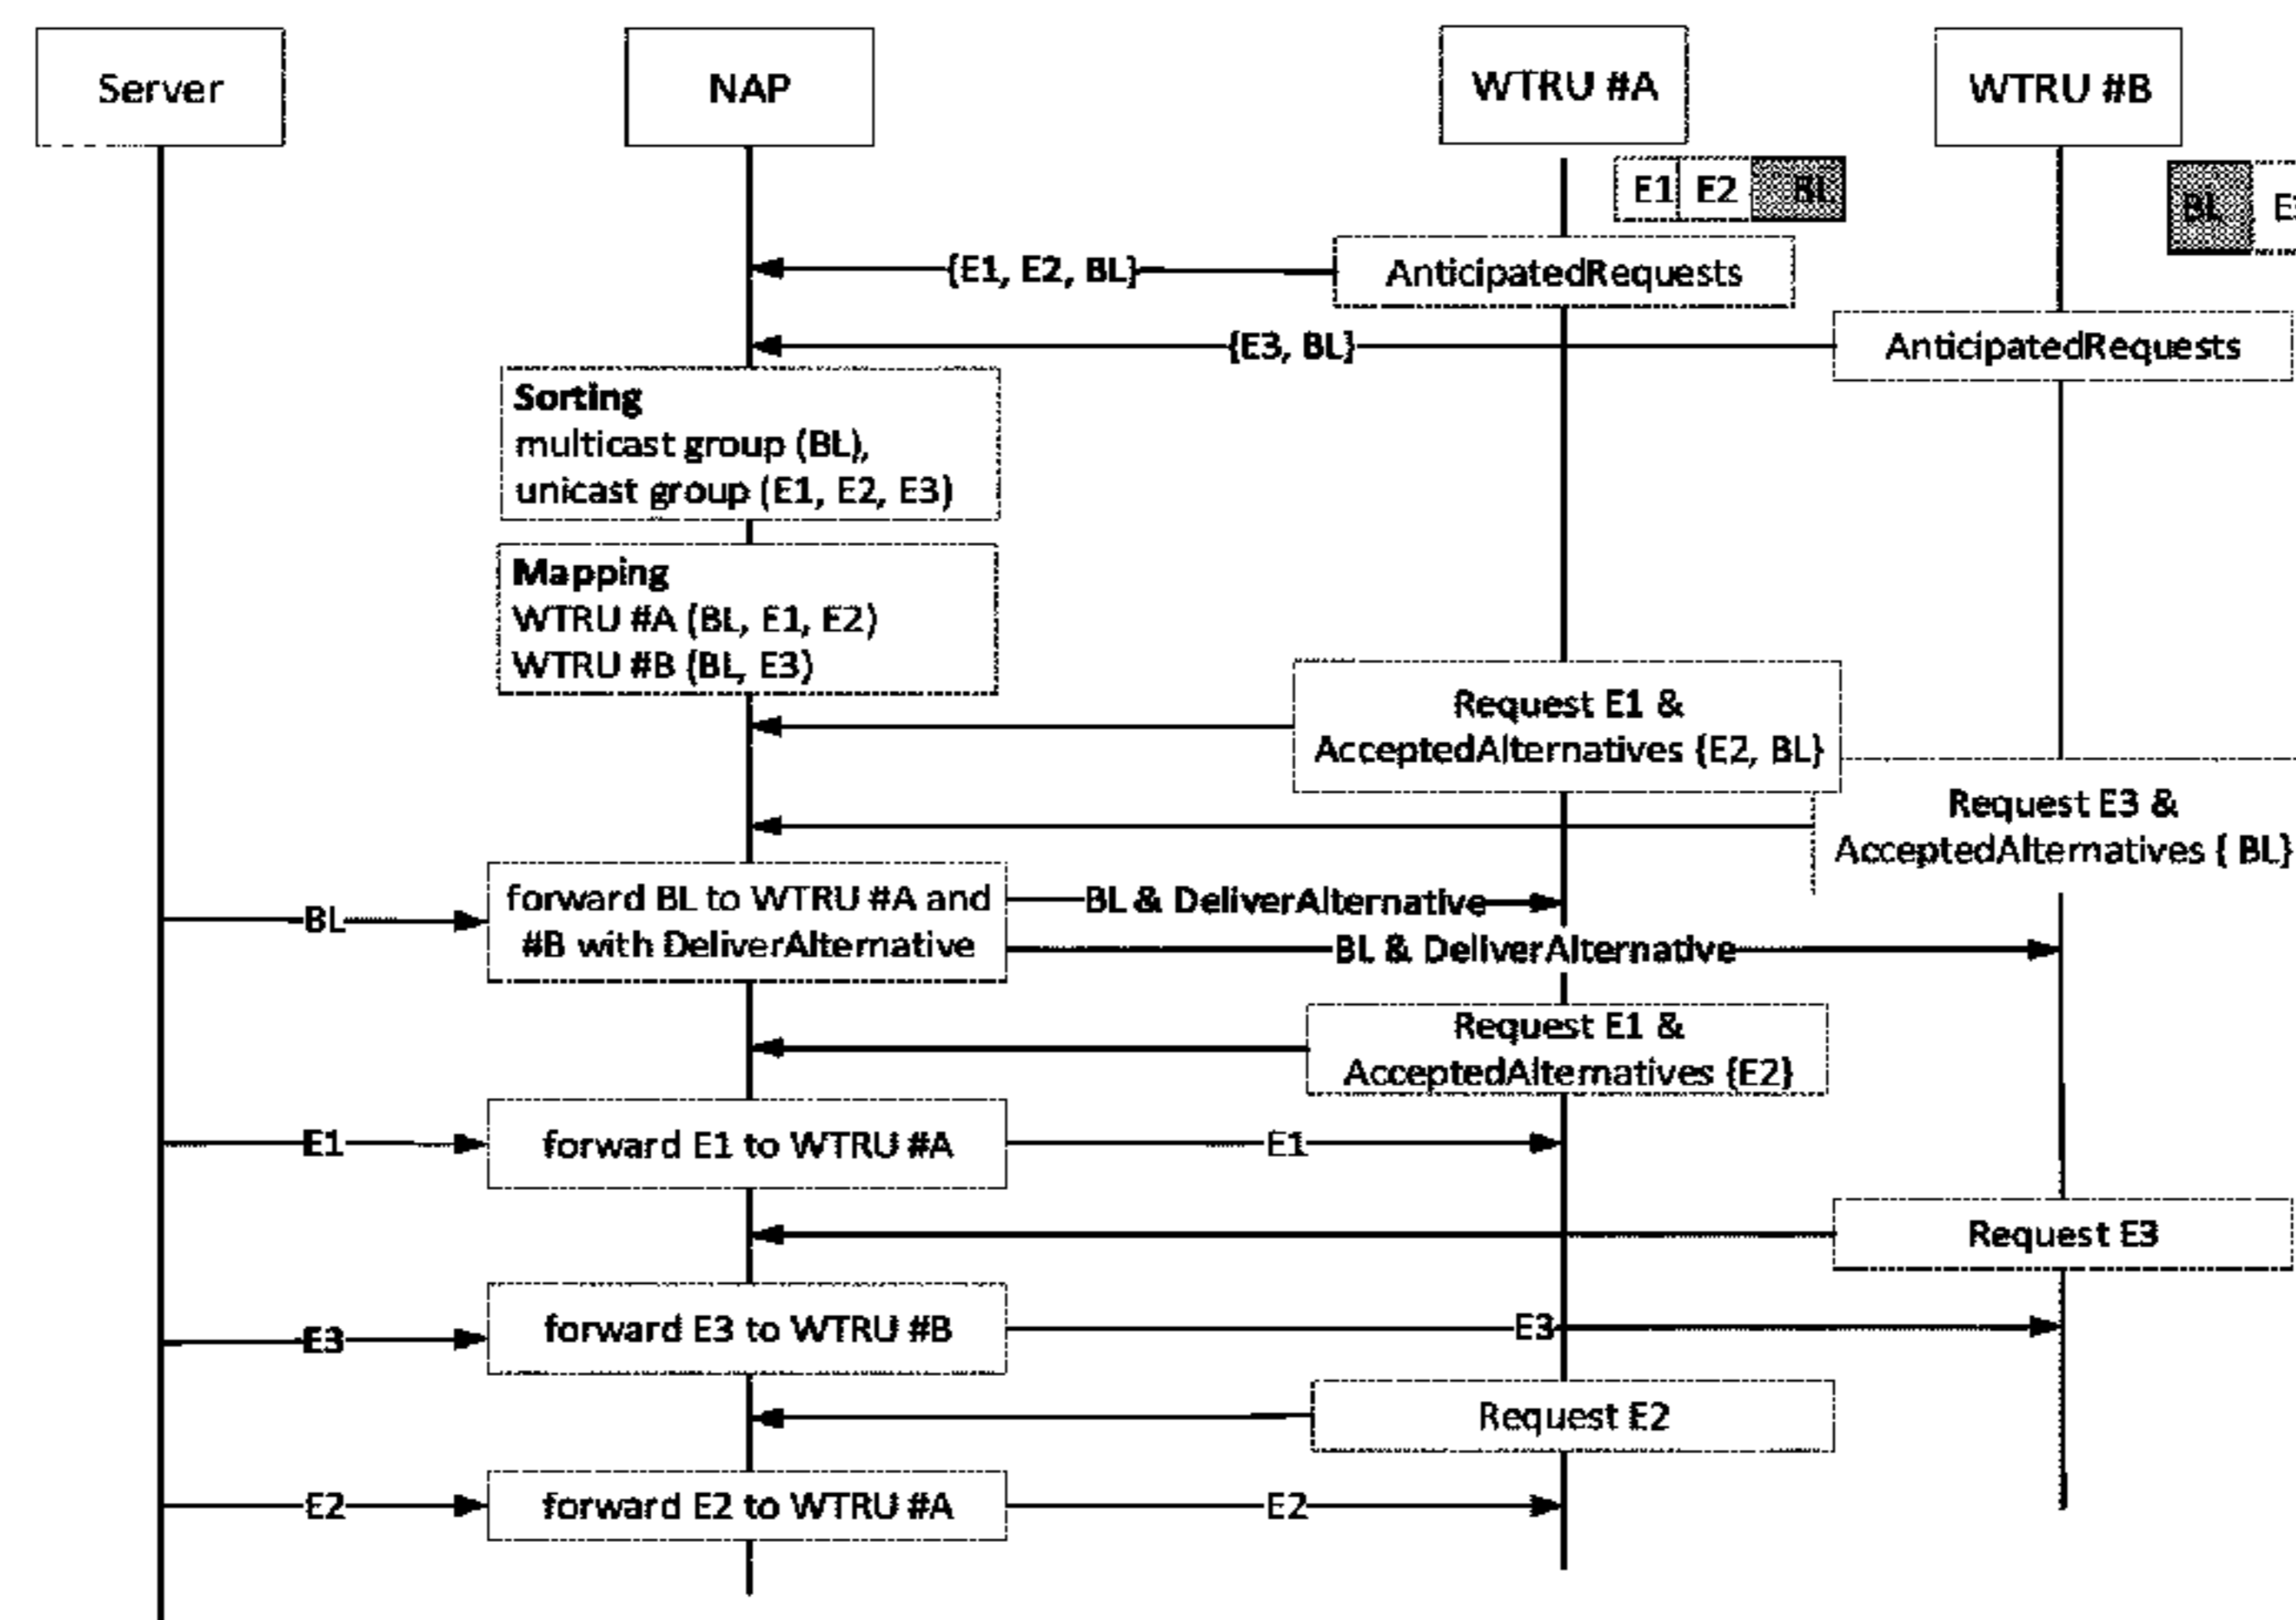 Server
NAP
WTRU #A
WTRU #B
E1 E2 BL
BL
{E1, E2, BL}
AnticipatedRequests
{E3, BL}
AnticipatedRequests
Sorting
multicast group (BL),
unicast group (E1, E2, E3)
Mapping
WTRU #A (BL, E1, E2)
WTRU #B (BL, E3)
Request E1 &
AcceptedAlternatives {E2, BL}
Request E3 &
AcceptedAlternatives { BL}
BL
forward BL to WTRU #A and
#B with DeliverAlternative
BL & DeliverAlternative
BL & DeliverAlternative
Request E1 &
AcceptedAlternatives {E2}
E1
forward E1 to WTRU #A
E1
Request E3
E3
forward E3 to WTRU #B
E3
Request E2
E2
forward E2 to WTRU #A
E2